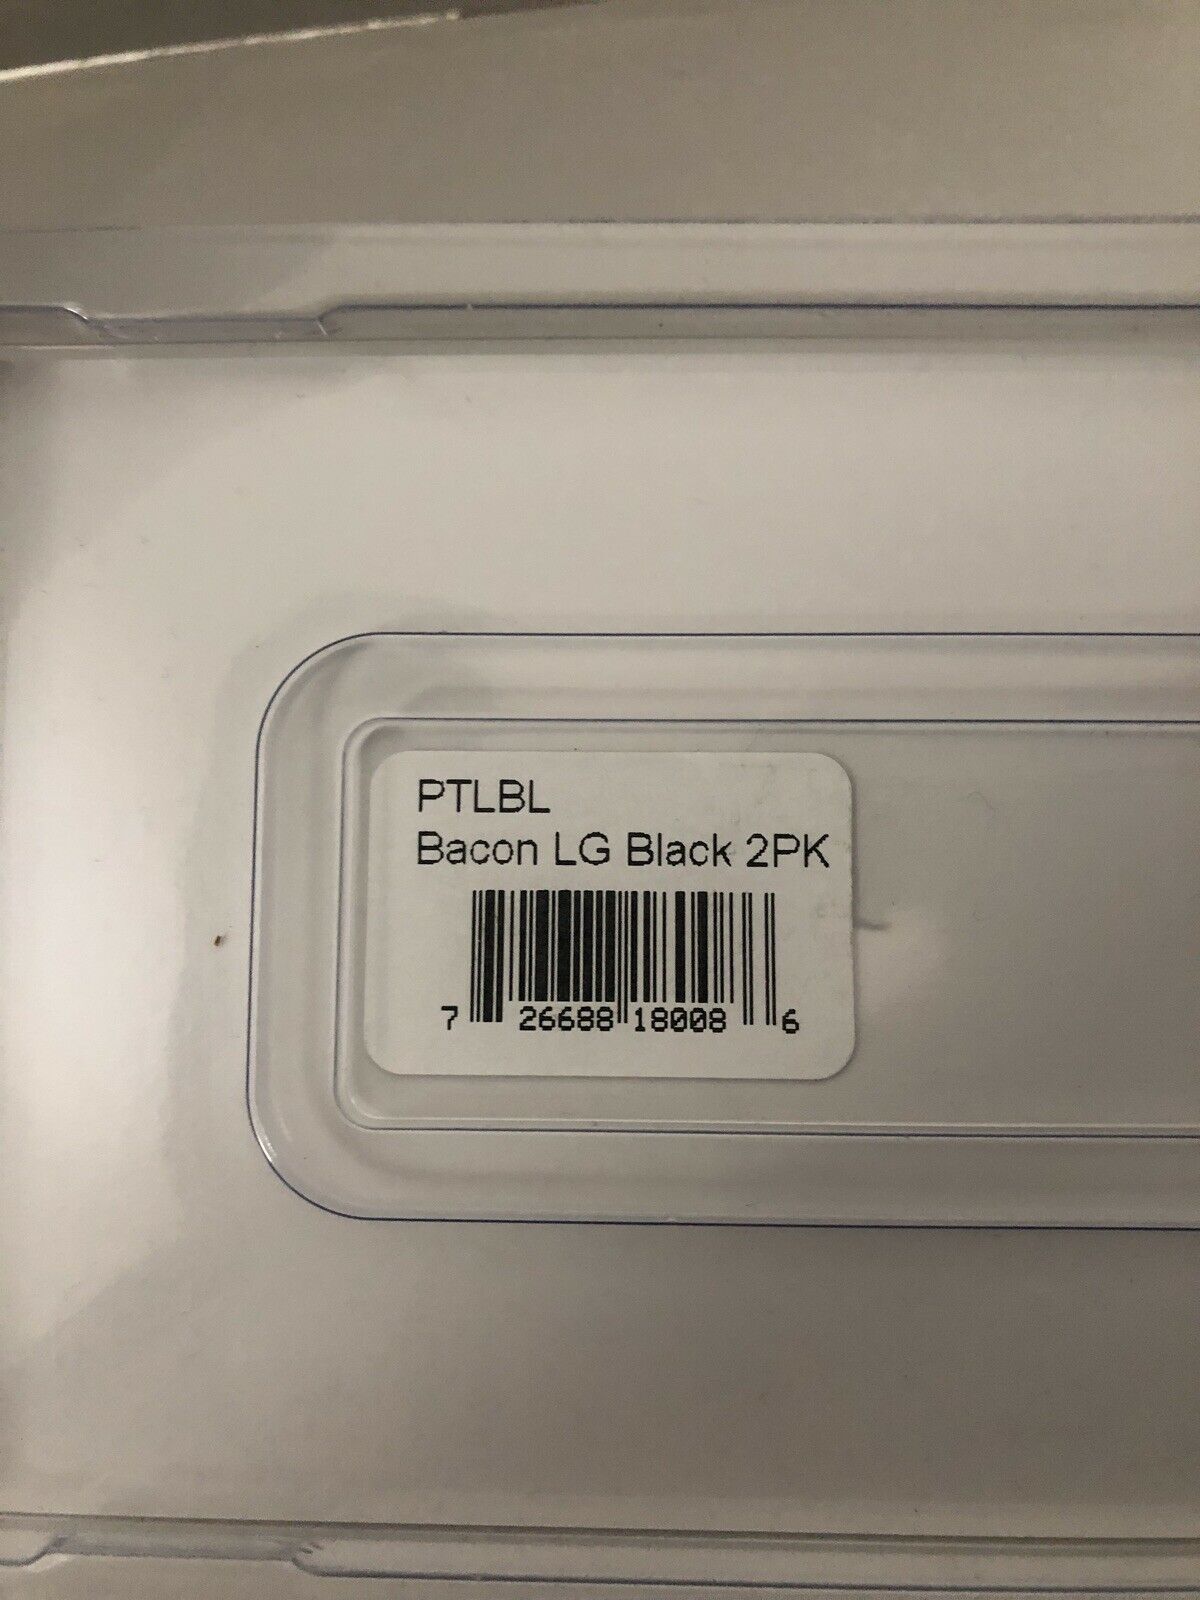 PTLBL
Bacon LG Black 2PK
7 26688 18008 6